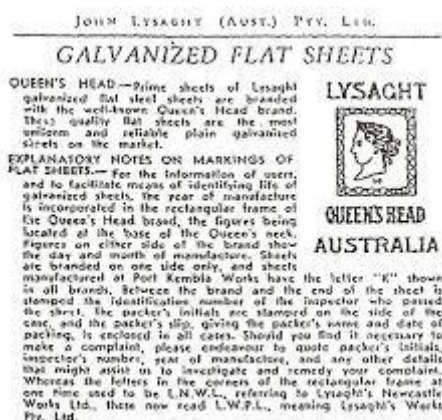 JOHN LYSAGHT (AUST.) PTY. LTD.
GALVANIZED FLAT SHEETS
QUEEN'S HEAD.—Prime sheets of Lysaght
galvanized flat steel sheets are branded
with the well-known Queen's Head brand.
These quality flat sheets are the most
uniform and reliable plain galvanized
sheets on the market.
EXPLANATORY NOTES ON MARKINGS OF
FLAT SHEETS.— For the information of users,
and to facilitate means of identifying life of
galvanized sheets, the year of manufacture
is incorporated in the rectangular frame of
the Queen's Head brand, the figures being
located at the base of the Queen's neck.
Figures on either side of the brand show
the day and month of manufacture. Sheets
are branded on one side only, and sheets
manufactured at Port Kembla Works have the letter "K" shown
in all brands. Between the brand and the end of the sheet is
stamped the identification number of the inspector who passed
the sheet. The packer's initials are stamped on the side of the
case, and the packer's slip, giving the packer's name and date of
packing, is enclosed in all cases. Should you find it necessary to
make a complaint, please endeavour to quote packer's initials,
inspector's number, year of manufacture, and any other details
that might assist us to investigate and remedy your complaint.
Whereas the letters in the corners of the rectangular frame at
one time used to be L.N.W.L., referring to Lysaght's Newcastle
Works Ltd., these now read L.W.P.L., meaning Lysaght's Works
Pty. Ltd.
LYSAGHT
QUEEN'S HEAD
AUSTRALIA